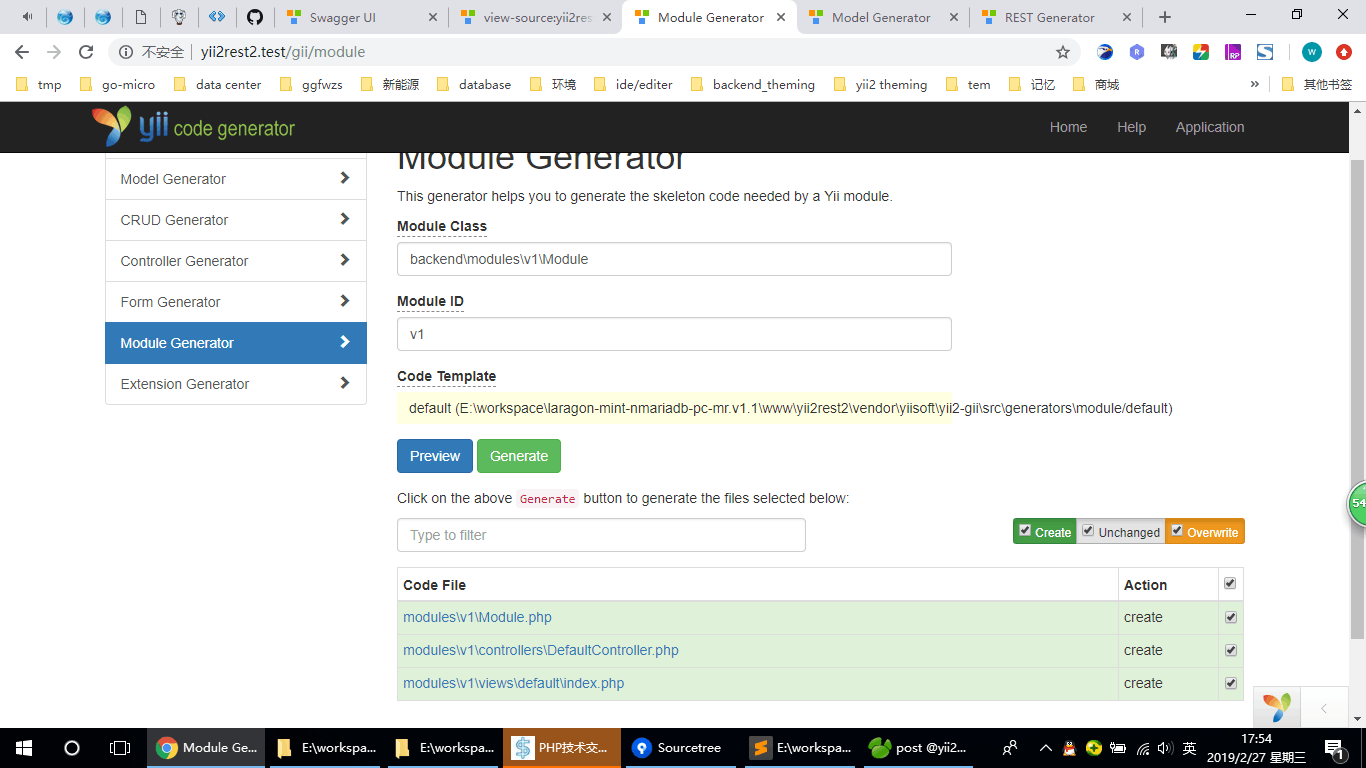 Swagger UI
view-source:yii2res
Module Generator
Model Generator
REST Generator
不安全 | yii2rest2.test/gii/module
tmp
go-micro
data center
ggfwzs
新能源
database
环境
ide/editer
backend_theming
yii2 theming
tem
记忆
商城
»
其他书签
yii code generator
Home
Help
Application
Model Generator
CRUD Generator
Controller Generator
Form Generator
Module Generator
Extension Generator
Module Generator
This generator helps you to generate the skeleton code needed by a Yii module.
Module Class
backend\modules\v1\Module
Module ID
v1
Code Template
default (E:\workspace\laragon-mint-nmariadb-pc-mr.v1.1\www\yii2rest2\vendor\yiisoft\yii2-gii\src\generators\module/default)
Preview
Generate
Click on the above Generate button to generate the files selected below:
Type to filter
Create
Unchanged
Overwrite
Code File
Action
modules\v1\Module.php
create
modules\v1\controllers\DefaultController.php
create
modules\v1\views\default\index.php
create
54
Module Ge...
E:\workspa...
E:\workspa...
PHP技术交...
Sourcetree
E:\workspa...
post @yii2...
英
17:54
2019/2/27 星期三
1